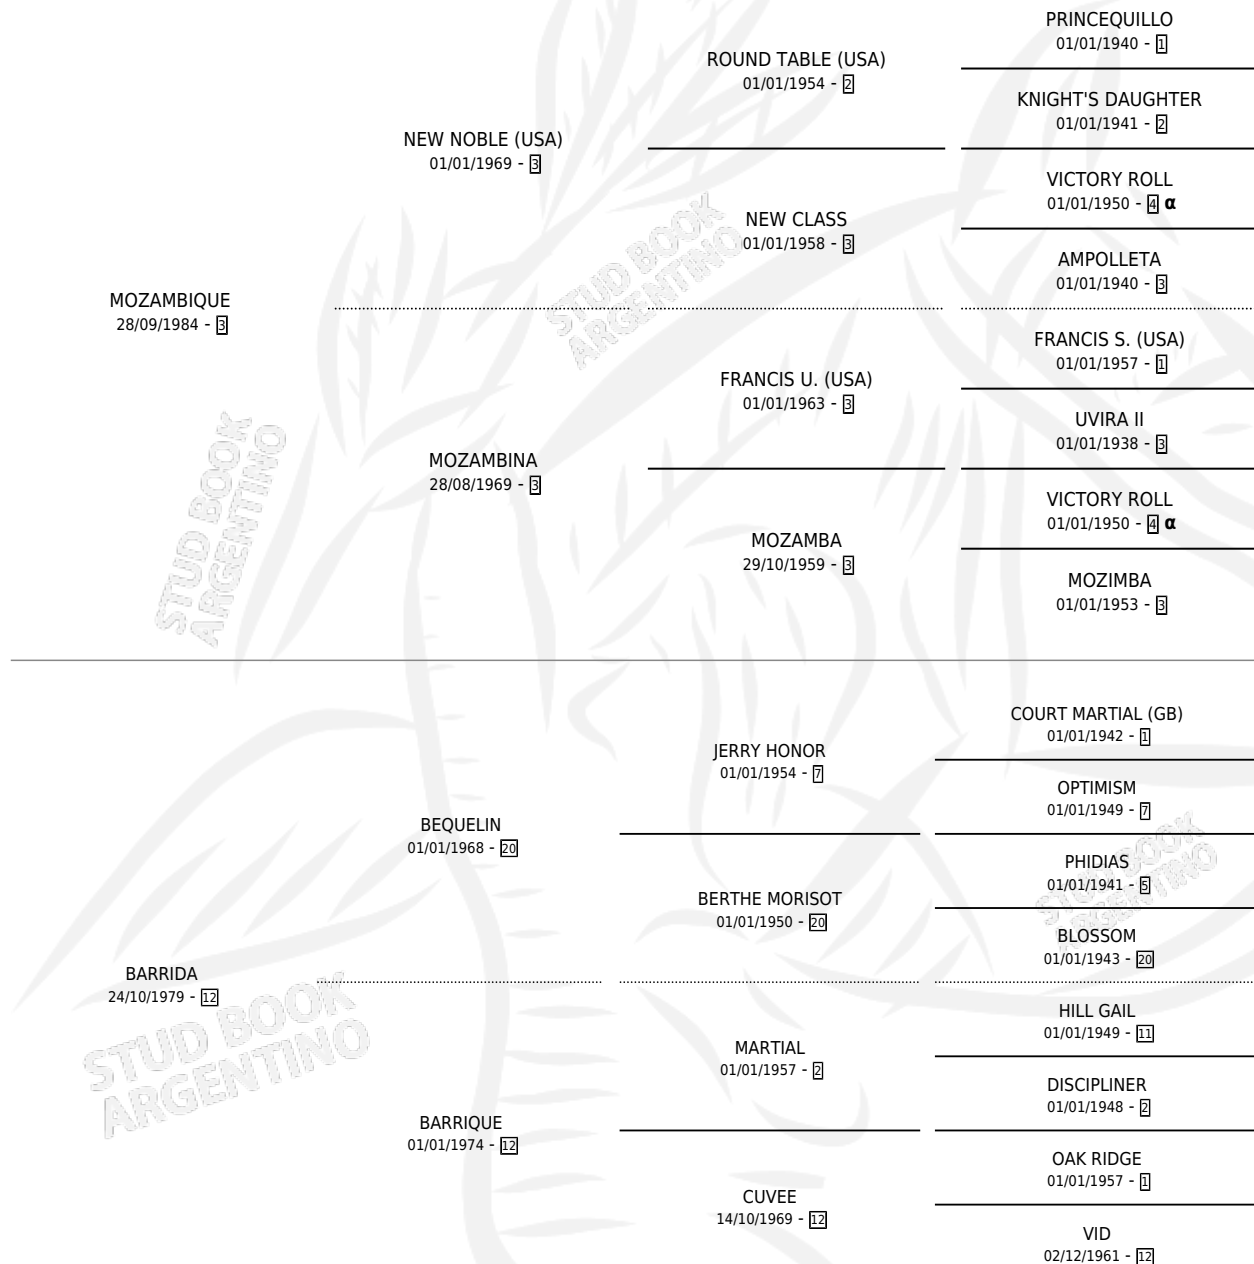 PRINCEQUILLO
01/01/1940 - 1
ROUND TABLE (USA)
01/01/1954 - 2
KNIGHT'S DAUGHTER
01/01/1941 - 2
NEW NOBLE (USA)
01/01/1969 - 3
VICTORY ROLL
01/01/1950 - 4 α
NEW CLASS
01/01/1958 - 3
AMPOLLETA
01/01/1940 - 3
MOZAMBIQUE
28/09/1984 - 3
FRANCIS S. (USA)
01/01/1957 - 1
FRANCIS U. (USA)
01/01/1963 - 3
UVIRA II
01/01/1938 - 3
MOZAMBINA
28/08/1969 - 3
VICTORY ROLL
01/01/1950 - 4 α
MOZAMBA
29/10/1959 - 3
MOZIMBA
01/01/1953 - 3
COURT MARTIAL (GB)
01/01/1942 - 1
JERRY HONOR
01/01/1954 - 7
OPTIMISM
01/01/1949 - 7
BEQUELIN
01/01/1968 - 20
PHIDIAS
01/01/1941 - 5
BERTHE MORISOT
01/01/1950 - 20
BLOSSOM
01/01/1943 - 20
BARRIDA
24/10/1979 - 12
HILL GAIL
01/01/1949 - 11
MARTIAL
01/01/1957 - 2
DISCIPLINER
01/01/1948 - 2
BARRIQUE
01/01/1974 - 12
OAK RIDGE
01/01/1957 - 1
CUVEE
14/10/1969 - 12
VID
02/12/1961 - 12
STUD BOOK
ARGENTINO
STUD BOOK
ARGENTINO
STUD BOOK
ARGENTINO
STUD BOOK
ARGENTINO